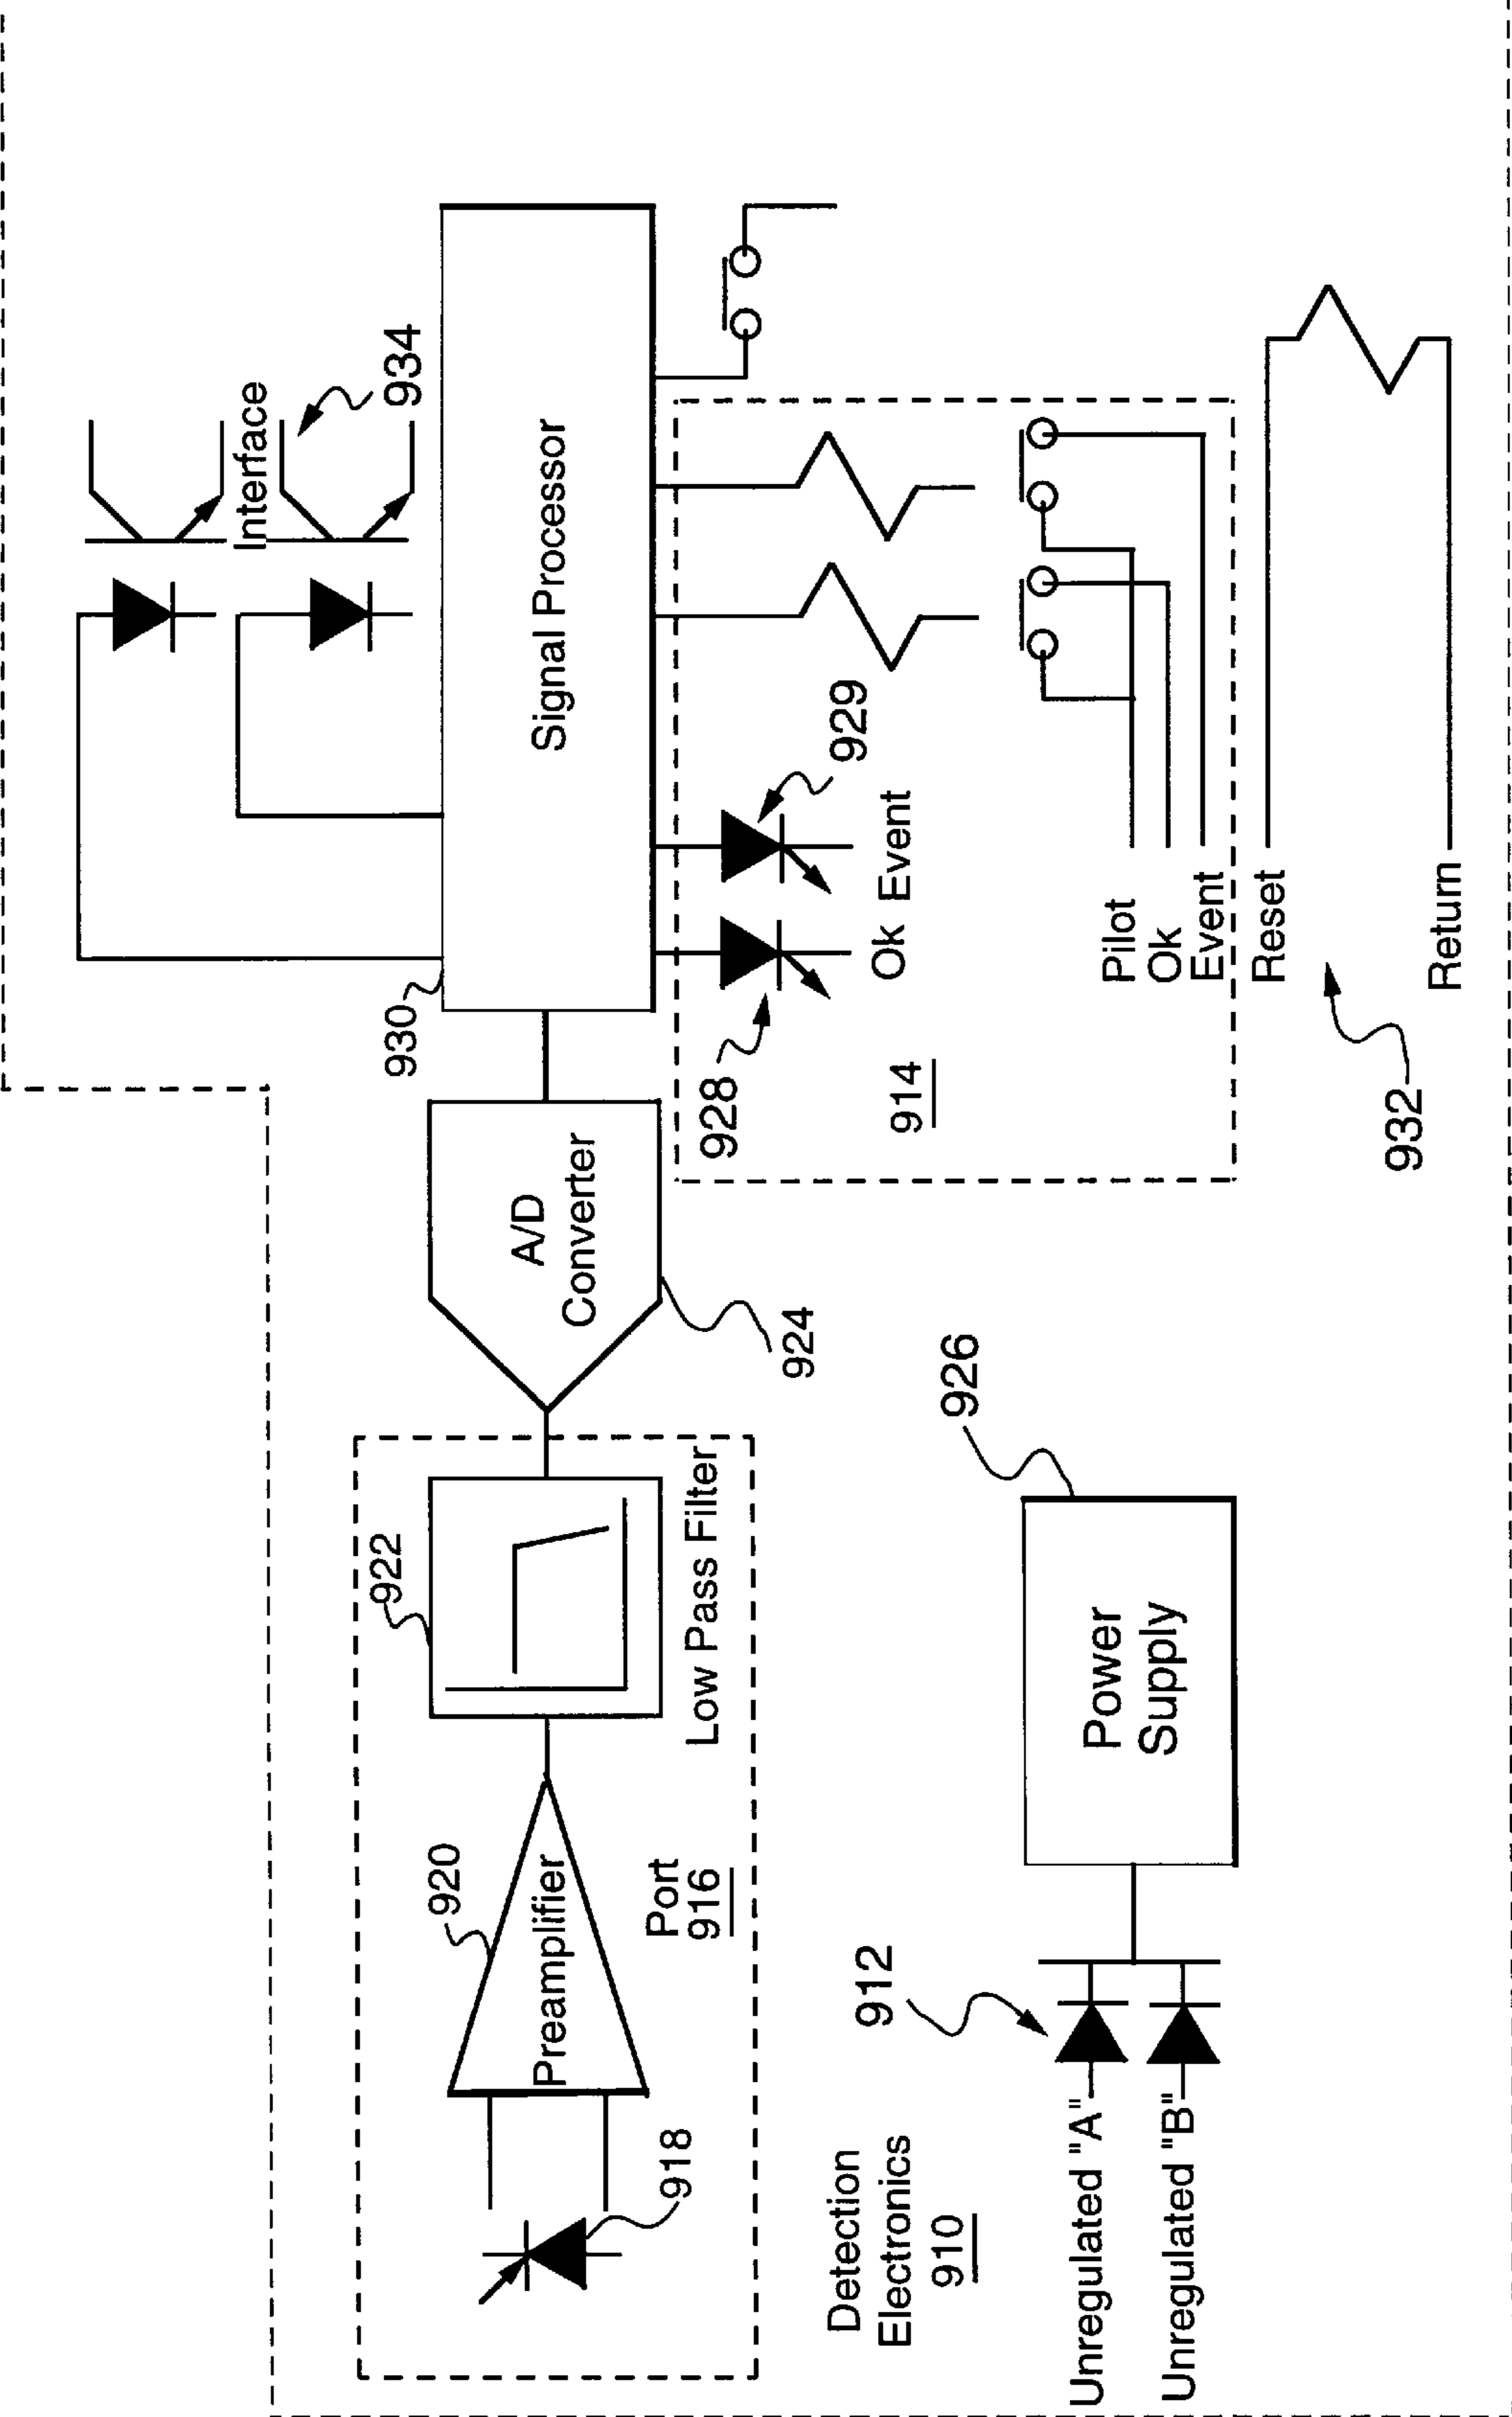 Interface
934
930
Signal Processor
A/D
Converter
924
922
Low Pass Filter
920
Preamplifier
Port
916
918
928
929
Ok Event
914
Pilot
Ok
Event
Reset
Return
932
Detection
Electronics
910
912
926
Power
Supply
Unregulated "A"
Unregulated "B"